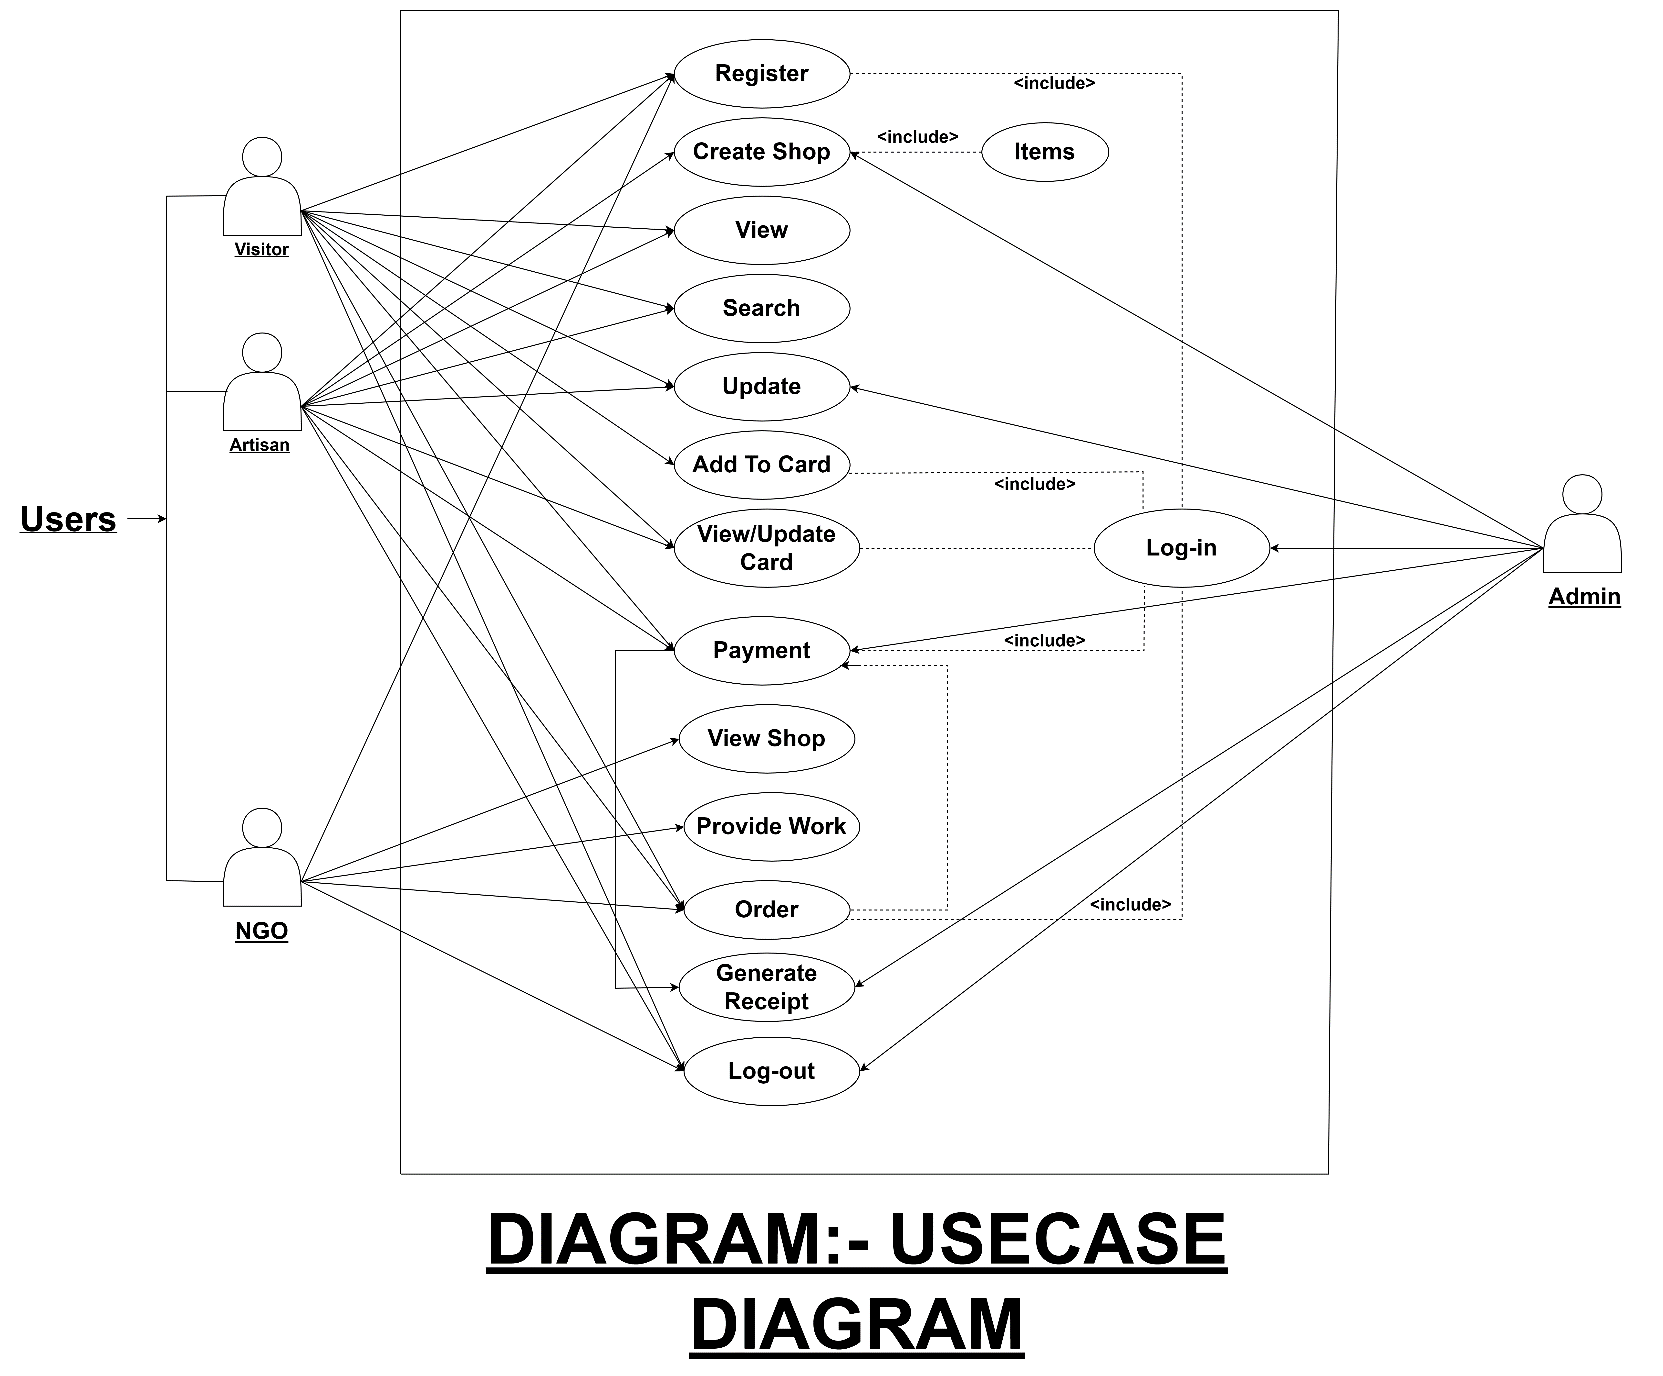 Register
<include>
Create Shop
<include>
Items
View
Visitor
Search
Update
Artisan
Add To Card
<include>
Users
View/Update
Card
Log-in
Admin
Payment
<include>
View Shop
Provide Work
Order
<include>
NGO
Generate
Receipt
Log-out
DIAGRAM:- USECASE
DIAGRAM